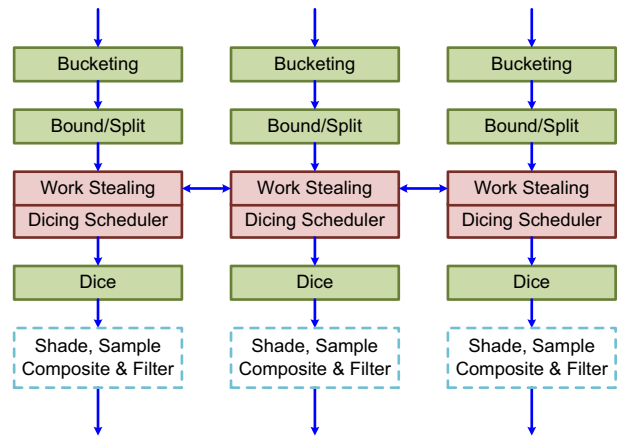 Bucketing
Bucketing
Bucketing
Bound/Split
Bound/Split
Bound/Split
Work Stealing
Work Stealing
Work Stealing
Dicing Scheduler
Dicing Scheduler
Dicing Scheduler
Dice
Dice
Dice
Shade, Sample
Composite & Filter
Shade, Sample
Composite & Filter
Shade, Sample
Composite & Filter